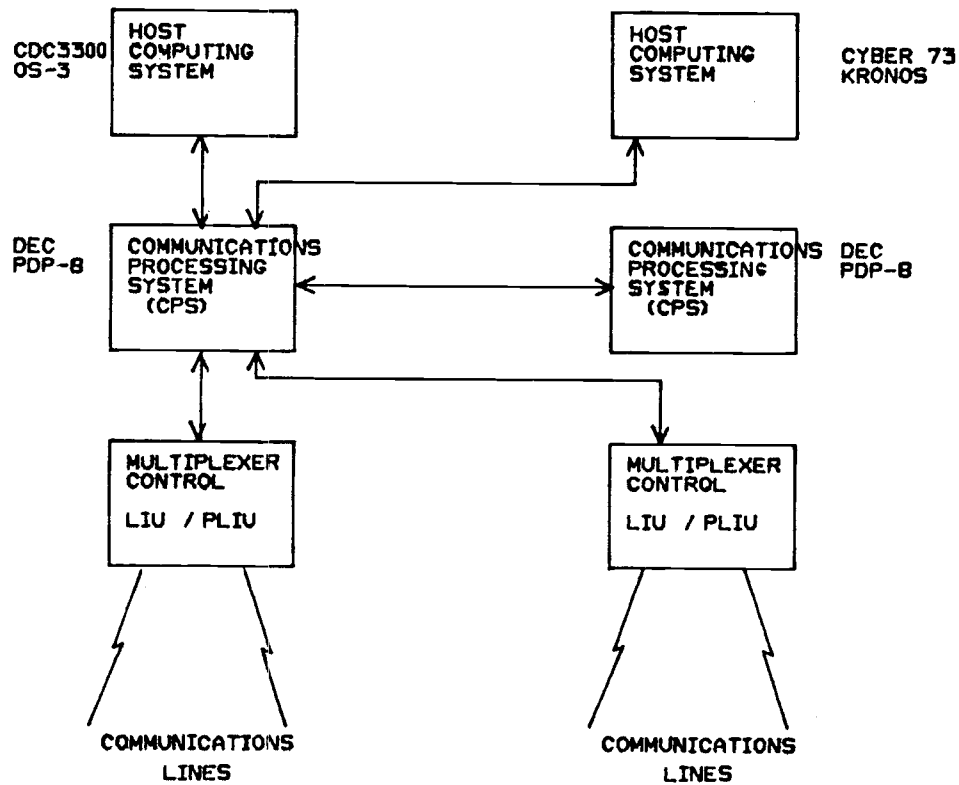 CDC3300
OS-3
HOST
COMPUTING
SYSTEM
HOST
COMPUTING
SYSTEM
CYBER 73
KRONOS
DEC
PDP-8
COMMUNICATIONS
PROCESSING
SYSTEM
(CPS)
COMMUNICATIONS
PROCESSING
SYSTEM
(CPS)
DEC
PDP-8
MULTIPLEXER
CONTROL
LIU / PLIU
MULTIPLEXER
CONTROL
LIU / PLIU
COMMUNICATIONS
LINES
COMMUNICATIONS
LINES